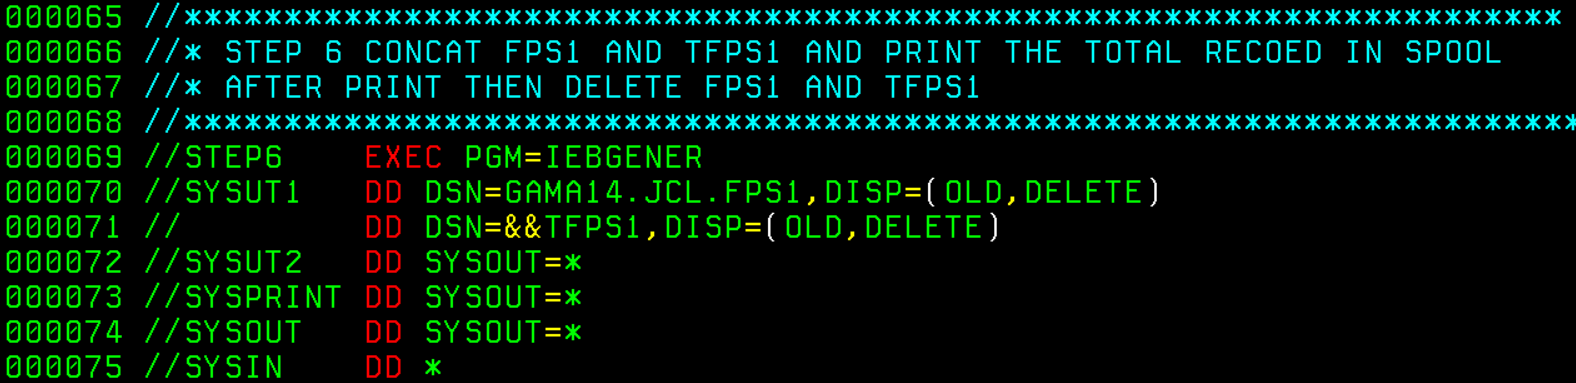 000065 //*********************************************************************
000066 //* STEP 6 CONCAT FPS1 AND TFPS1 AND PRINT THE TOTAL RECOED IN SPOOL
000067 //* AFTER PRINT THEN DELETE FPS1 AND TFPS1
000068 //**********************************************************************
000069 //STEP6    EXEC PGM=IEBGENER
000070 //SYSUT1   DD DSN=GAMA14.JCL.FPS1,DISP=(OLD,DELETE)
000071 //         DD DSN=&&TFPS1,DISP=(OLD,DELETE)
000072 //SYSUT2   DD SYSOUT=*
000073 //SYSPRINT DD SYSOUT=*
000074 //SYSOUT   DD SYSOUT=*
000075 //SYSIN    DD *